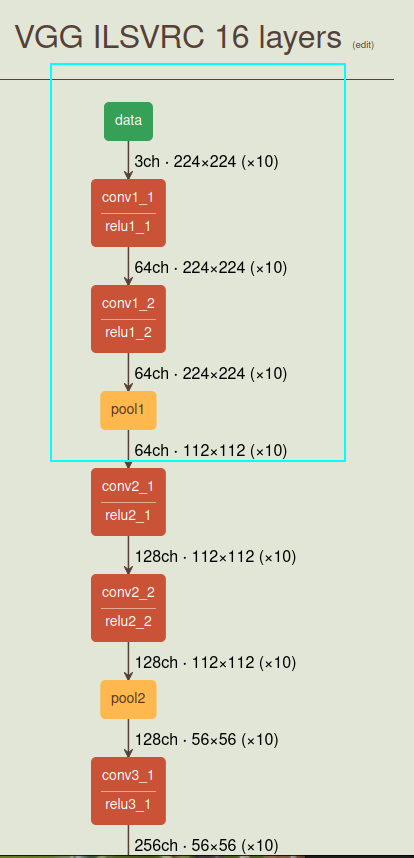 VGG ILSVRC 16 layers (edit)
data
3ch · 224×224 (×10)
conv1_1
relu1_1
64ch · 224×224 (×10)
conv1_2
relu1_2
64ch · 224×224 (×10)
pool1
64ch · 112×112 (×10)
conv2_1
relu2_1
128ch · 112×112 (×10)
conv2_2
relu2_2
128ch · 112×112 (×10)
pool2
128ch · 56×56 (×10)
conv3_1
relu3_1
256ch · 56×56 (×10)